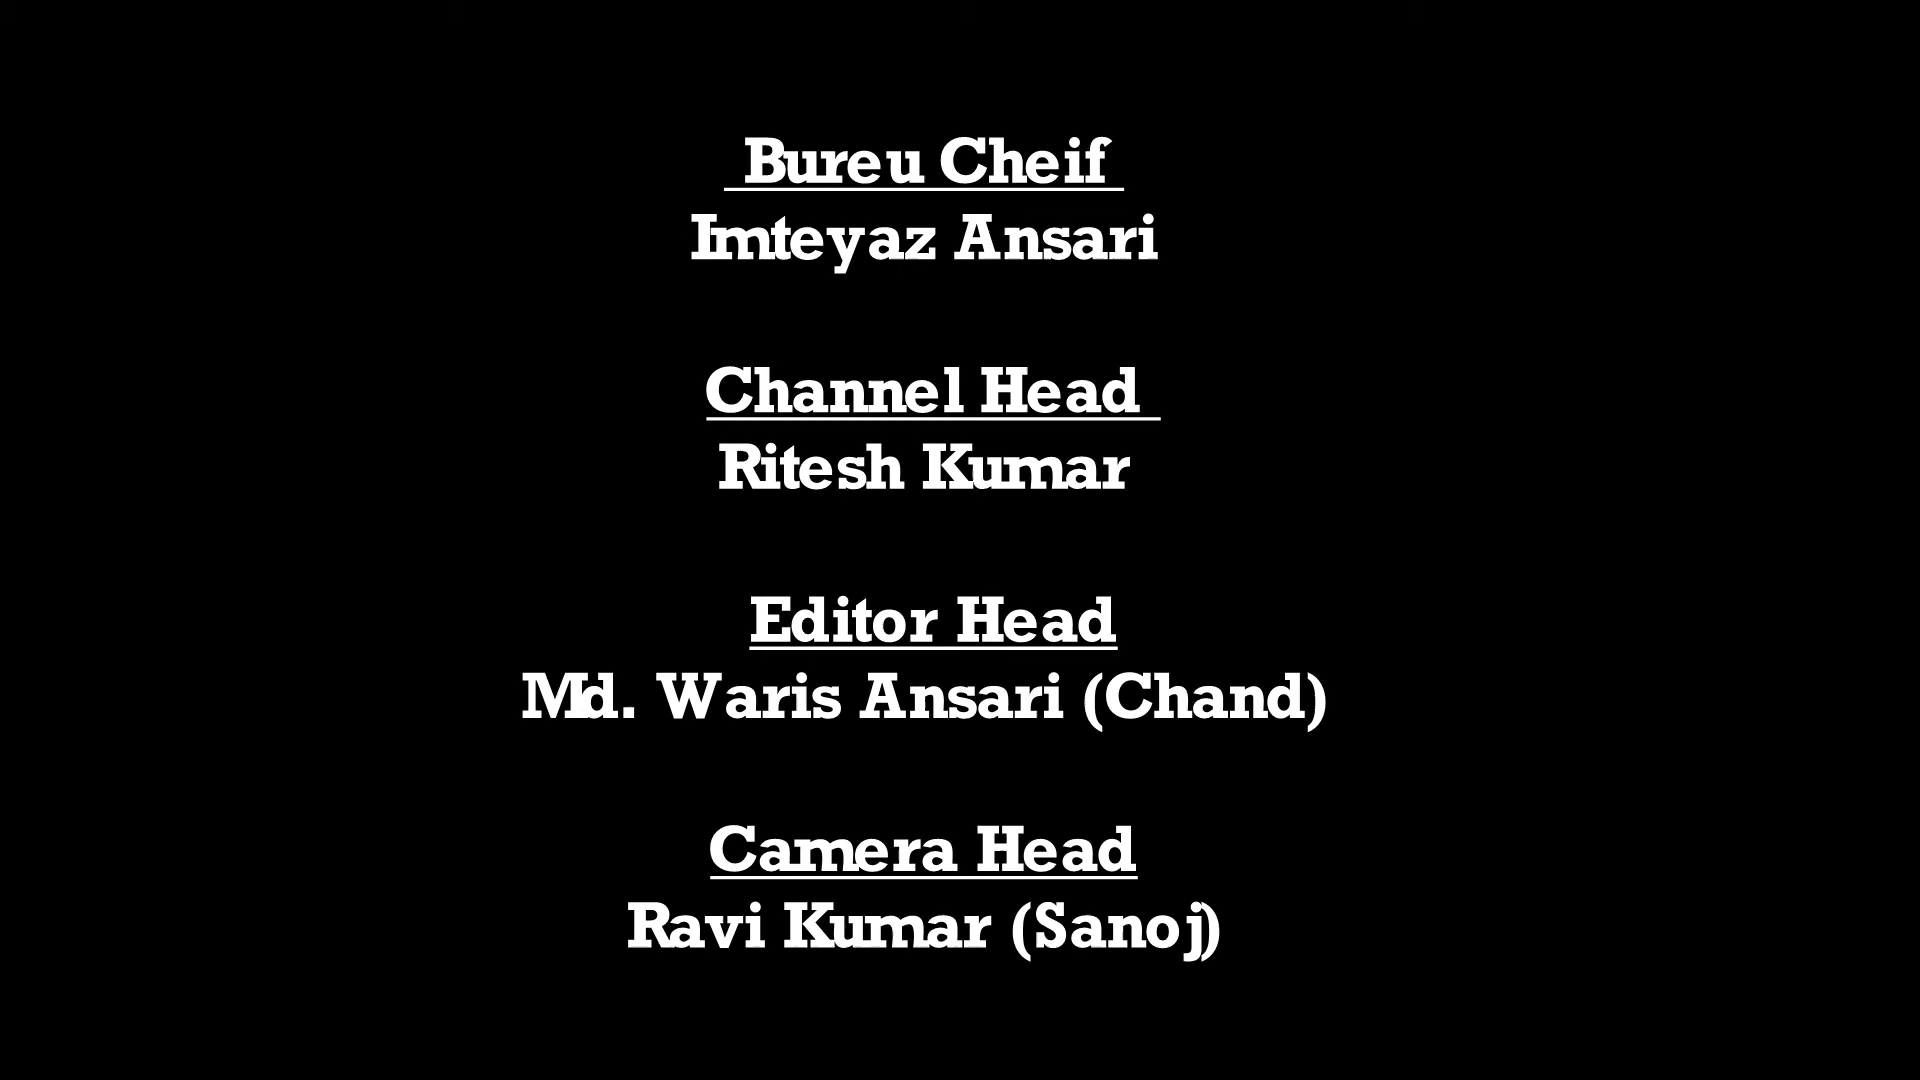 Bureu Cheif
Imteyaz Ansari
Channel Head
Ritesh Kumar
Editor Head
Md. Waris Ansari (Chand)
Camera Head
Ravi Kumar (Sanoj)